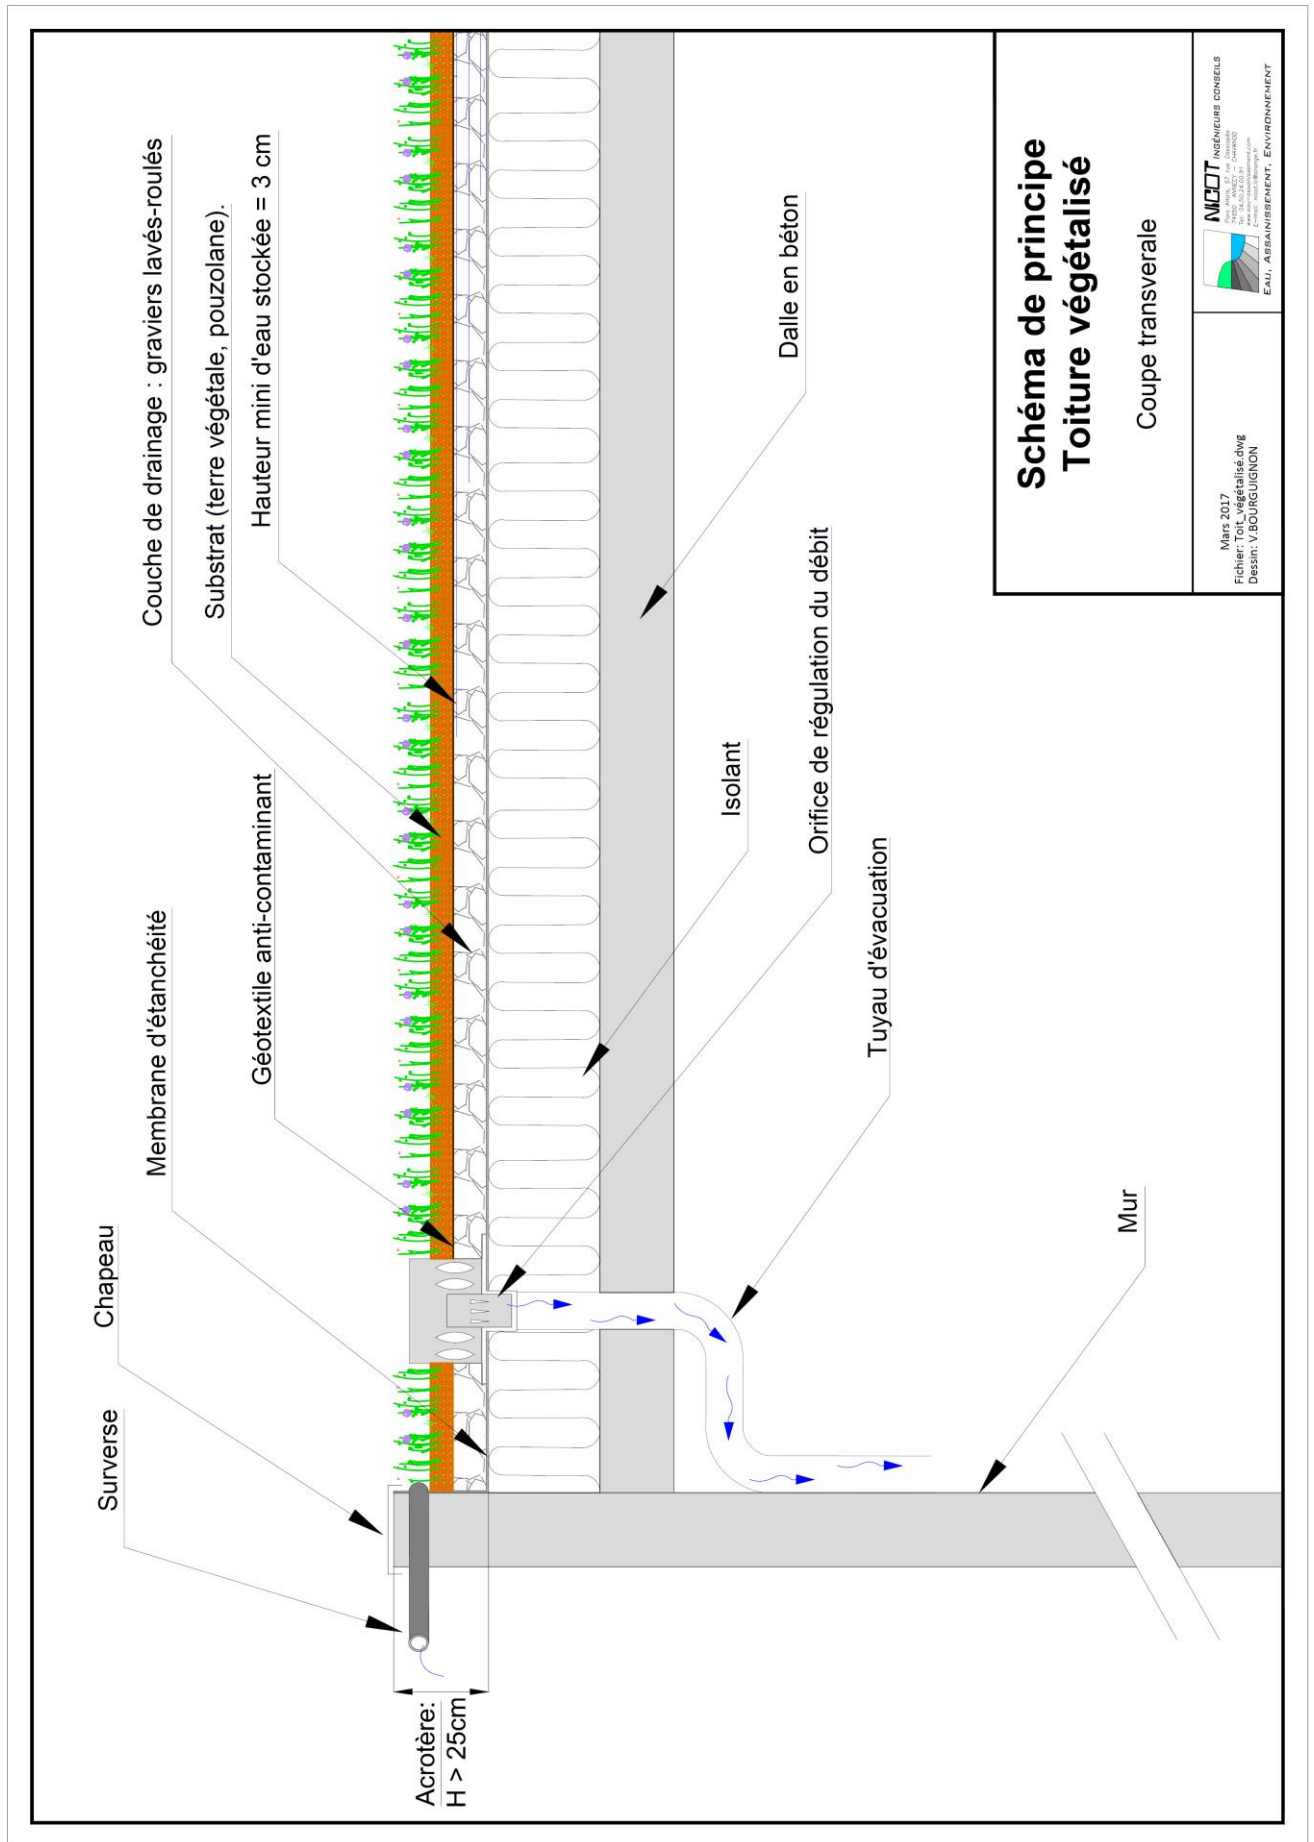 Surverse
Chapeau
Membrane d'étanchéité
Géotextile anti-contaminant
Couche de drainage : graviers lavés-roulés
Substrat (terre végétale, pouzolane).
Hauteur mini d'eau stockée = 3 cm
Acrotère:
H > 25cm
Dalle en béton
Isolant
Orifice de régulation du débit
Tuyau d'évacuation
Mur
Schéma de principe
Toiture végétalisé
Coupe transverale
Mars 2017
Fichier: Toit_végétalisé.dwg
Dessin: V.BOURGUIGNON
NICOT INGÉNIEURS CONSEILS
EAU, ASSAINISSEMENT, ENVIRONNEMENT